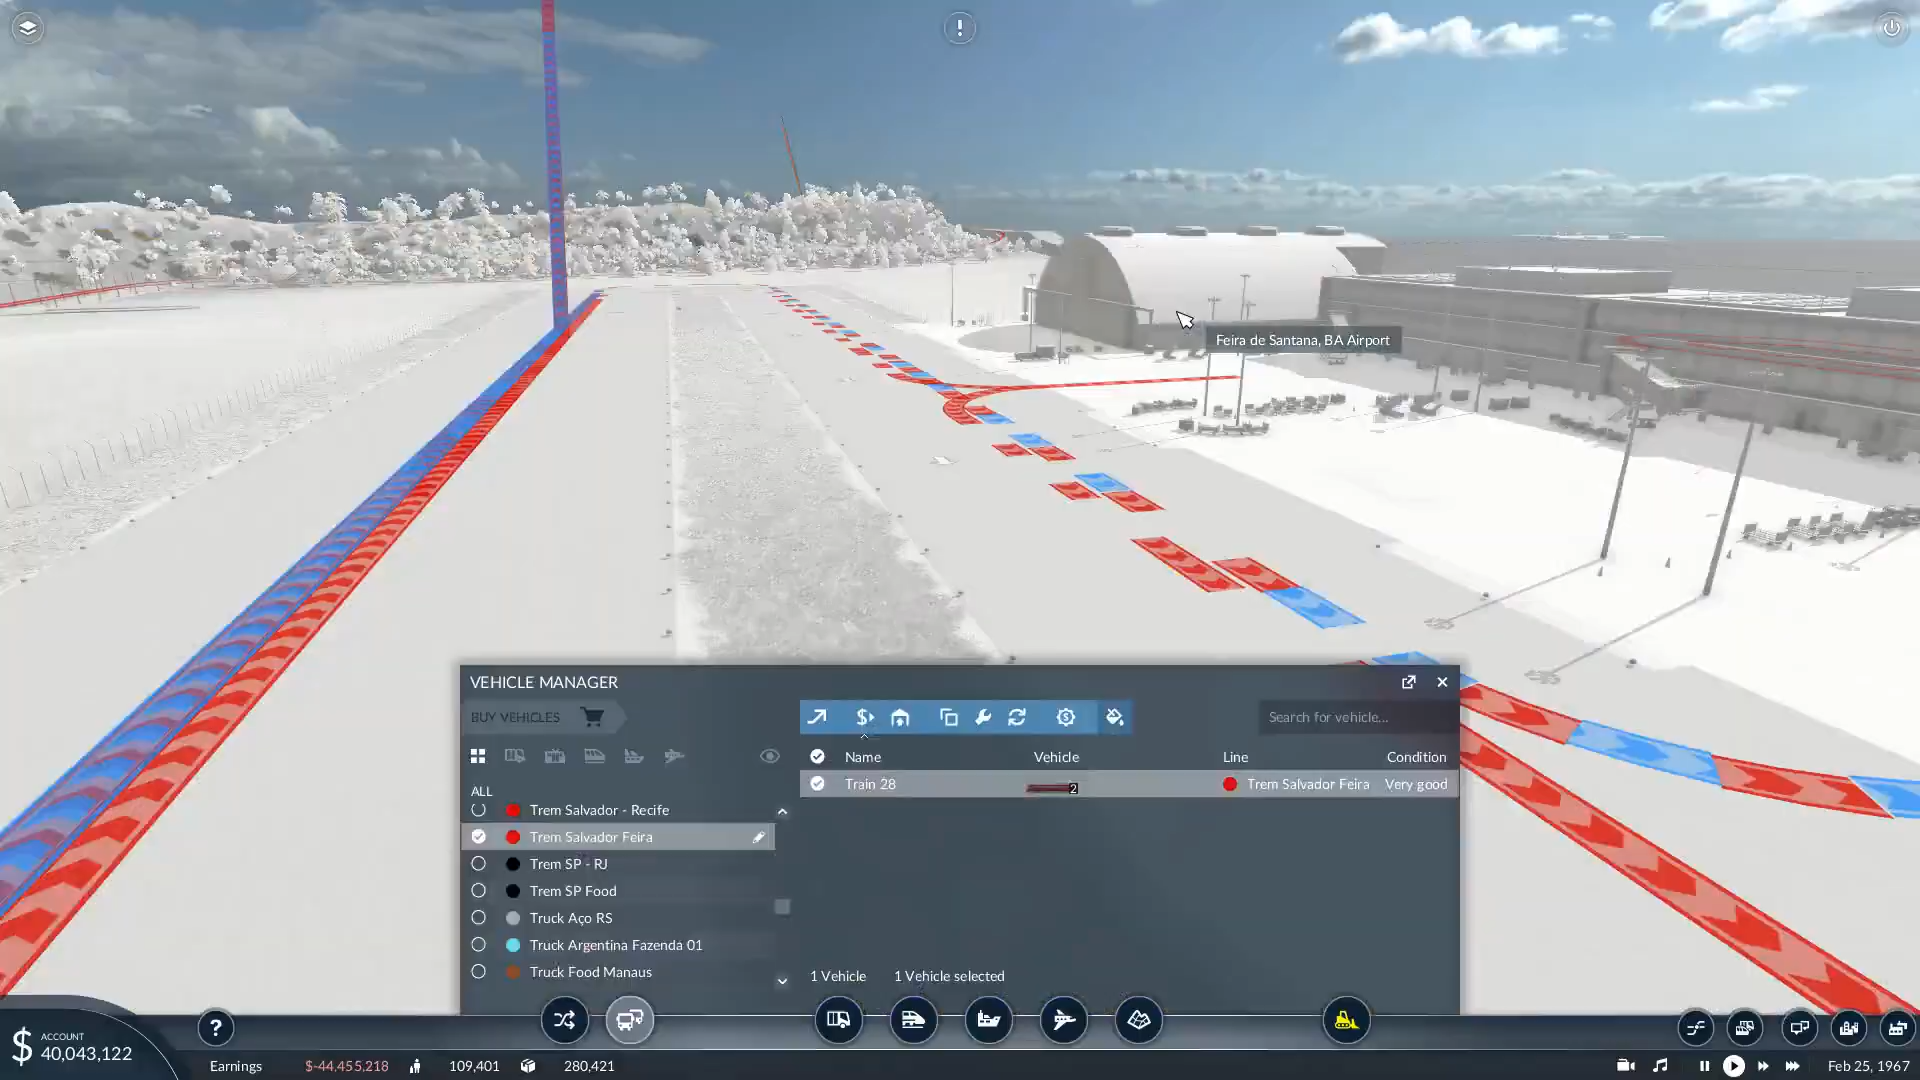 !
Feira de Santana, BA Airport
VEHICLE MANAGER
BUY VEHICLES
Search for vehicle...
Name Vehicle Line Condition
Train 28 2 Trem Salvador Feira Very good
ALL
Trem Salvador - Recife
Trem Salvador Feira
Trem SP - RJ
Trem SP Food
Truck Aço RS
Truck Argentina Fazenda 01
Truck Food Manaus
1 Vehicle 1 Vehicle selected
?
$ ACCOUNT
40,043,122
Earnings $-44,455,218 109,401 280,421 Feb 25, 1967